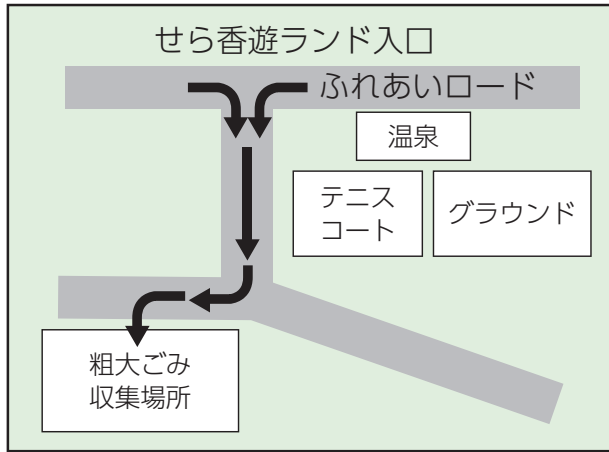 せら香遊ランド入口
ふれあいロード
温泉
テニス
コート
グラウンド
粗大ごみ
収集場所